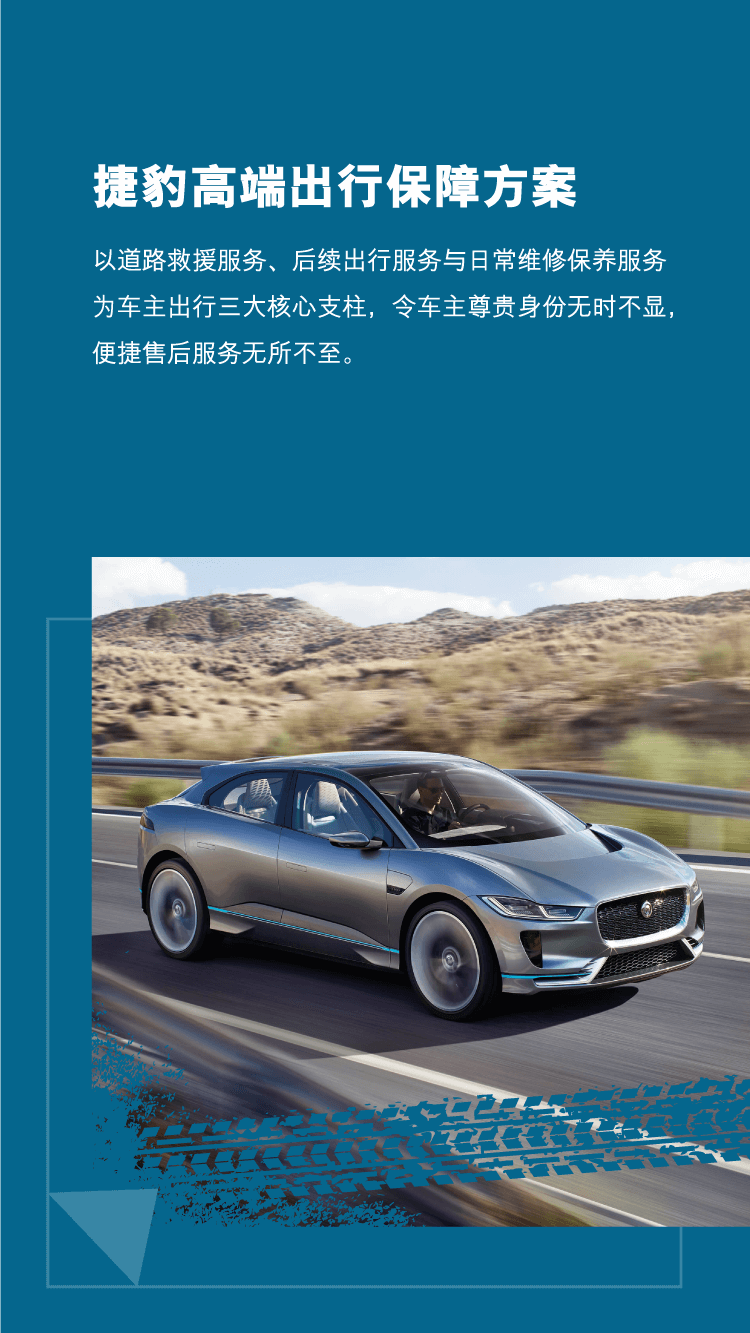 捷豹高端出行保障方案
以道路救援服务、后续出行服务与日常维修保养服务
为车主出行三大核心支柱，令车主尊贵身份无时不显，
便捷售后服务无所不至。